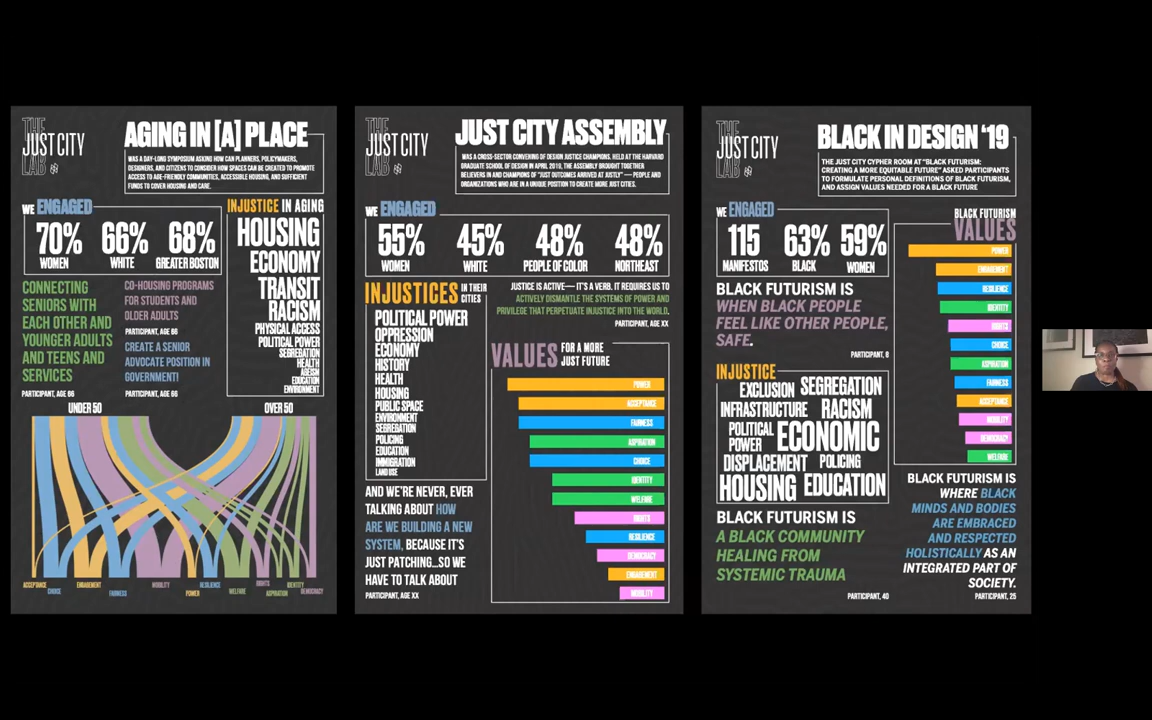 THE
JUST CITY
LAB
AGING IN [A] PLACE
WAS A DAY-LONG SYMPOSIUM ASKING HOW CAN PLANNERS, POLICYMAKERS,
DESIGNERS, AND CITIZENS TO CONSIDER HOW SPACES CAN BE CREATED TO PROMOTE
ACCESS TO AGE-FRIENDLY COMMUNITIES, ACCESSIBLE HOUSING, AND SUFFICIENT
FUNDS TO COVER HOUSING AND CARE.
WE ENGAGED
70% 66% 68%
WOMEN WHITE GREATER BOSTON
INJUSTICE IN AGING
HOUSING
ECONOMY
TRANSIT
RACISM
PHYSICAL ACCESS
POLITICAL POWER
SEGREGATION
HEALTH
AGEISM
EDUCATION
ENVIRONMENT
CONNECTING
SENIORS WITH
EACH OTHER AND
YOUNGER ADULTS
AND TEENS AND
SERVICES
PARTICIPANT, AGE 66
CO-HOUSING PROGRAMS
FOR STUDENTS AND
OLDER ADULTS
PARTICIPANT, AGE 66
CREATE A SENIOR
ADVOCATE POSITION IN
GOVERNMENT!
PARTICIPANT, AGE 66
UNDER 50 OVER 50
ACCEPTANCE
CHOICE
ENGAGEMENT
FAIRNESS
MOBILITY
POWER
RESILIENCE
WELFARE
RIGHTS
ASPIRATION
IDENTITY
DEMOCRACY
THE
JUST CITY
LAB
JUST CITY ASSEMBLY
WAS A CROSS-SECTOR CONVENING OF DESIGN JUSTICE CHAMPIONS. HELD AT THE HARVARD
GRADUATE SCHOOL OF DESIGN IN APRIL 2018, THE ASSEMBLY BROUGHT TOGETHER
BELIEVERS IN AND CHAMPIONS OF "JUST OUTCOMES ARRIVED AT JUSTLY" — PEOPLE AND
ORGANIZATIONS WHO ARE IN A UNIQUE POSITION TO CREATE MORE JUST CITIES.
WE ENGAGED
55% 45% 48% 48%
WOMEN WHITE PEOPLE OF COLOR NORTHEAST
INJUSTICES IN THEIR CITIES
POLITICAL POWER
OPPRESSION
ECONOMY
HISTORY
HEALTH
HOUSING
PUBLIC SPACE
ENVIRONMENT
SEGREGATION
POLICING
EDUCATION
IMMIGRATION
LAND USE
JUSTICE IS ACTIVE— IT'S A VERB. IT REQUIRES US TO
ACTIVELY DISMANTLE THE SYSTEMS OF POWER AND
PRIVILEGE THAT PERPETUATE INJUSTICE INTO THE WORLD.
PARTICIPANT, AGE XX
VALUES FOR A MORE JUST FUTURE
POWER
ACCEPTANCE
FAIRNESS
ASPIRATION
CHOICE
IDENTITY
WELFARE
RIGHTS
RESILIENCE
DEMOCRACY
ENGAGEMENT
MOBILITY
AND WE'RE NEVER, EVER
TALKING ABOUT HOW
ARE WE BUILDING A NEW
SYSTEM, BECAUSE IT'S
JUST PATCHING...SO WE
HAVE TO TALK ABOUT
PARTICIPANT, AGE XX
THE
JUST CITY
LAB
BLACK IN DESIGN '19
THE JUST CITY CYPHER ROOM AT "BLACK FUTURISM:
CREATING A MORE EQUITABLE FUTURE" ASKED PARTICIPANTS
TO FORMULATE PERSONAL DEFINITIONS OF BLACK FUTURISM,
AND ASSIGN VALUES NEEDED FOR A BLACK FUTURE
WE ENGAGED
115 63% 59%
MANIFESTOS BLACK WOMEN
BLACK FUTURISM IS
WHEN BLACK PEOPLE
FEEL LIKE OTHER PEOPLE,
SAFE.
PARTICIPANT, 8
INJUSTICE
EXCLUSION SEGREGATION
INFRASTRUCTURE RACISM
POLITICAL POWER ECONOMIC
DISPLACEMENT POLICING
HOUSING EDUCATION
BLACK FUTURISM IS
A BLACK COMMUNITY
HEALING FROM
SYSTEMIC TRAUMA
PARTICIPANT, 40
BLACK FUTURISM
VALUES
POWER
ENGAGEMENT
RESILIENCE
IDENTITY
RIGHTS
CHOICE
ASPIRATION
FAIRNESS
ACCEPTANCE
MOBILITY
DEMOCRACY
WELFARE
BLACK FUTURISM IS
WHERE BLACK
MINDS AND BODIES
ARE EMBRACED
AND RESPECTED
HOLISTICALLY AS AN
INTEGRATED PART OF
SOCIETY.
PARTICIPANT, 25